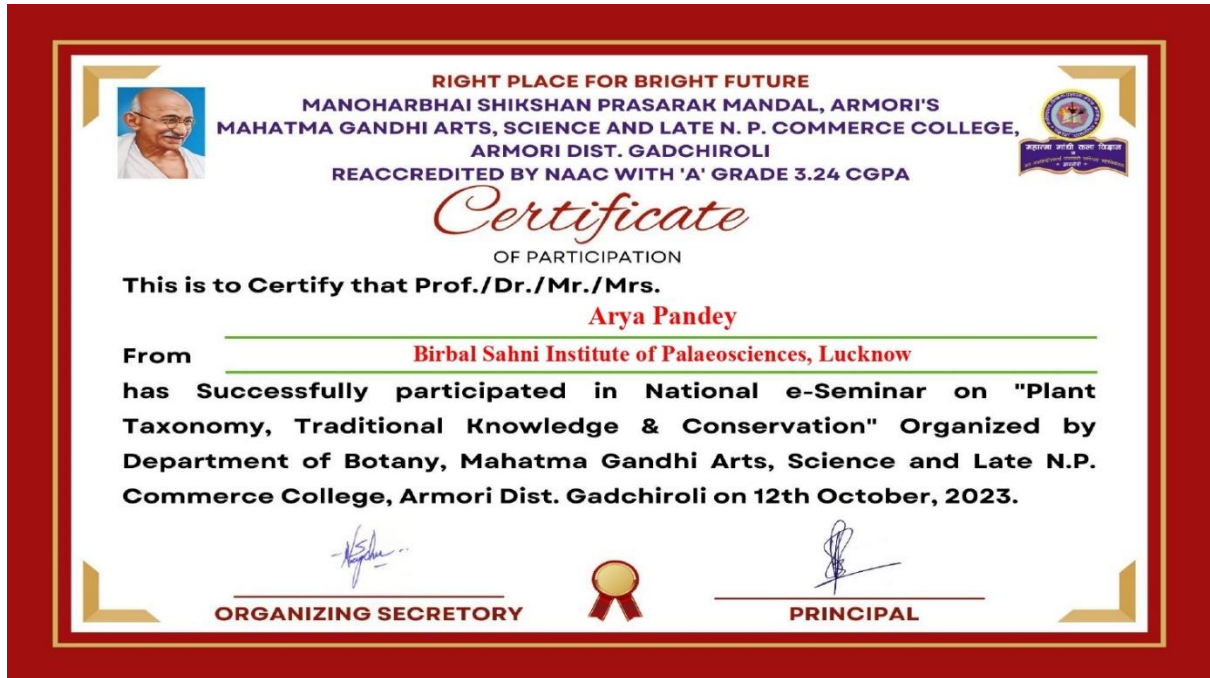 RIGHT PLACE FOR BRIGHT FUTURE
MANOHARBHAI SHIKSHAN PRASARAK MANDAL, ARMORI'S
MAHATMA GANDHI ARTS, SCIENCE AND LATE N. P. COMMERCE COLLEGE,
ARMORI DIST. GADCHIROLI
REACCREDITED BY NAAC WITH 'A' GRADE 3.24 CGPA
महात्मा गांधी कला विज्ञान
Certificate
OF PARTICIPATION
This is to Certify that Prof./Dr./Mr./Mrs.
Arya Pandey
From Birbal Sahni Institute of Palaeosciences, Lucknow
has Successfully participated in National e-Seminar on "Plant
Taxonomy, Traditional Knowledge & Conservation" Organized by
Department of Botany, Mahatma Gandhi Arts, Science and Late N.P.
Commerce College, Armori Dist. Gadchiroli on 12th October, 2023.
ORGANIZING SECRETORY
PRINCIPAL